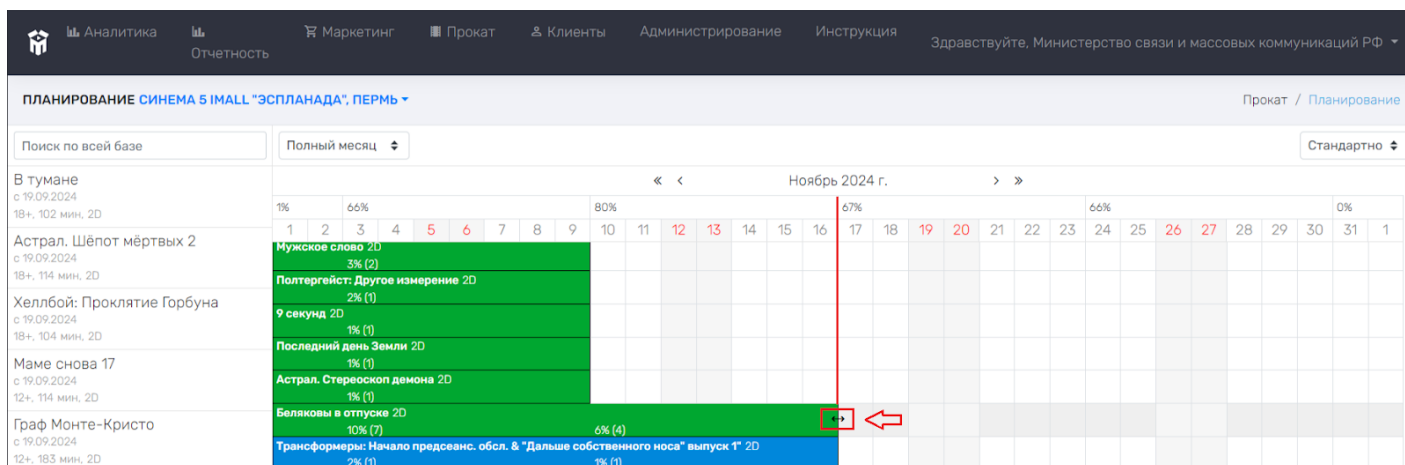 Аналитика
Отчетность
Маркетинг
Прокат
Клиенты
Администрирование
Инструкция
Здравствуйте, Министерство связи и массовых коммуникаций РФ
ПЛАНИРОВАНИЕ СИНЕМА 5 IMALL "ЭСПЛАНАДА", ПЕРМЬ
Прокат / Планирование
Поиск по всей базе
Полный месяц
Стандартно
В тумане
с 19.09.2024
18+, 102 мин, 2D
Астрал. Шёпот мёртвых 2
с 19.09.2024
18+, 114 мин, 2D
Хеллбой: Проклятие Горбуна
с 19.09.2024
18+, 104 мин, 2D
Маме снова 17
с 19.09.2024
12+, 114 мин, 2D
Граф Монте-Кристо
с 19.09.2024
12+, 183 мин, 2D
« < Ноябрь 2024 г. > »
1% 66% 80% 67% 66% 0%
1 2 3 4 5 6 7 8 9 10 11 12 13 14 15 16 17 18 19 20 21 22 23 24 25 26 27 28 29 30 31 1
Мужское слово 2D
3% (2)
Полтергейст: Другое измерение 2D
2% (1)
9 секунд 2D
1% (1)
Последний день Земли 2D
1% (1)
Астрал. Стереоскоп демона 2D
1% (1)
Беляковы в отпуске 2D
10% (7) 6% (4)
Трансформеры: Начало предсеанс. обсл. & "Дальше собственного носа" выпуск 1" 2D
2% (1) 1% (1)